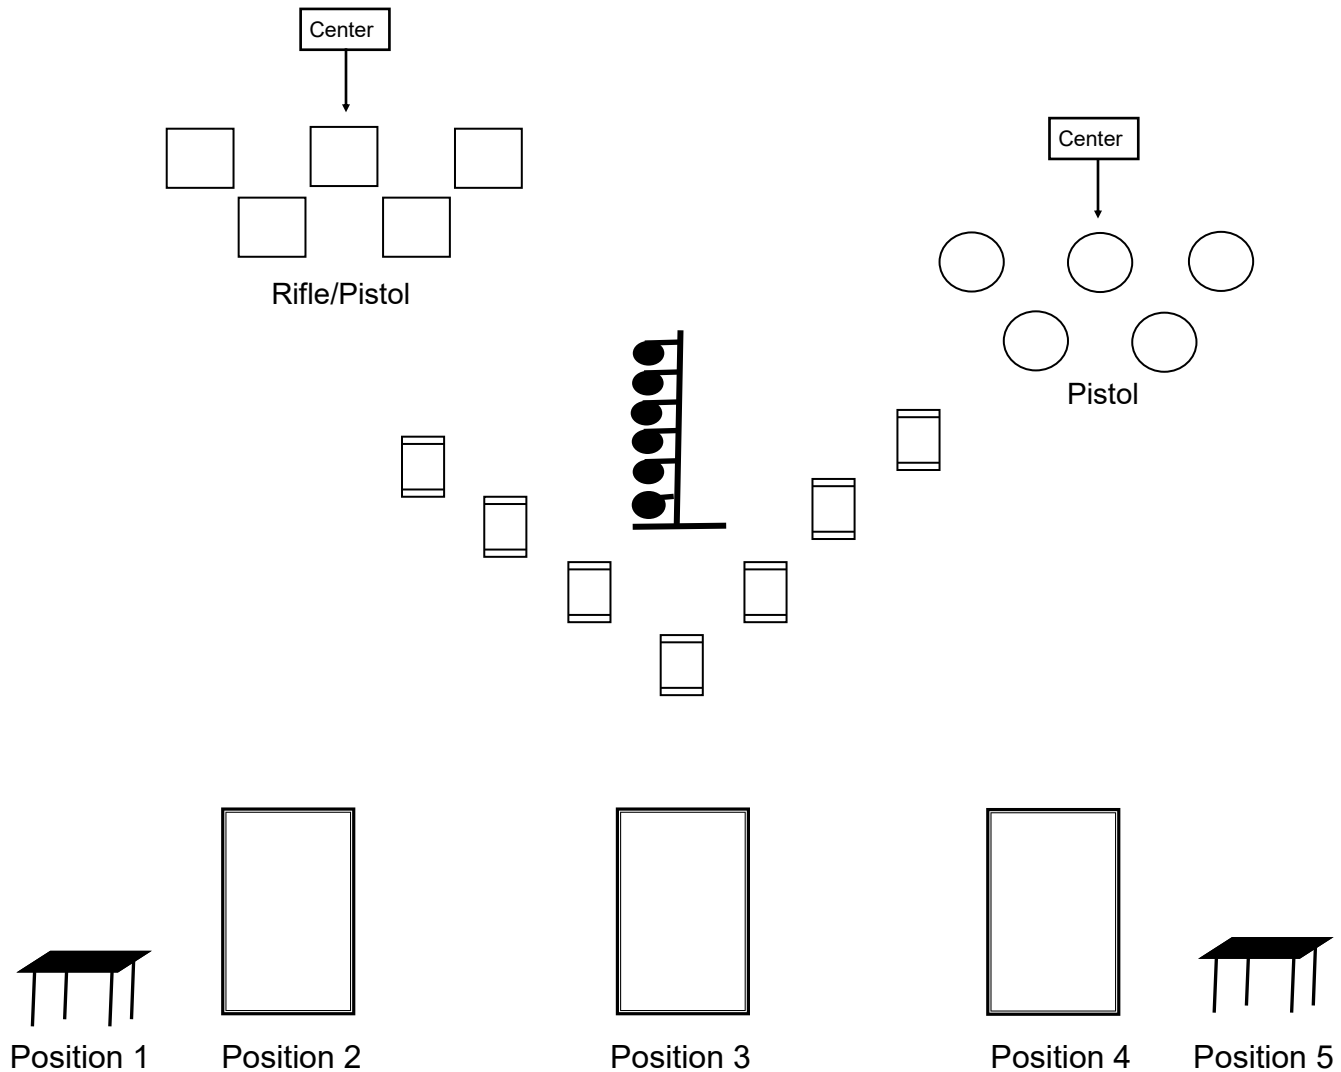 Center
Center
Rifle/Pistol
Pistol
Position 1
Position 2
Position 3
Position 4
Position 5